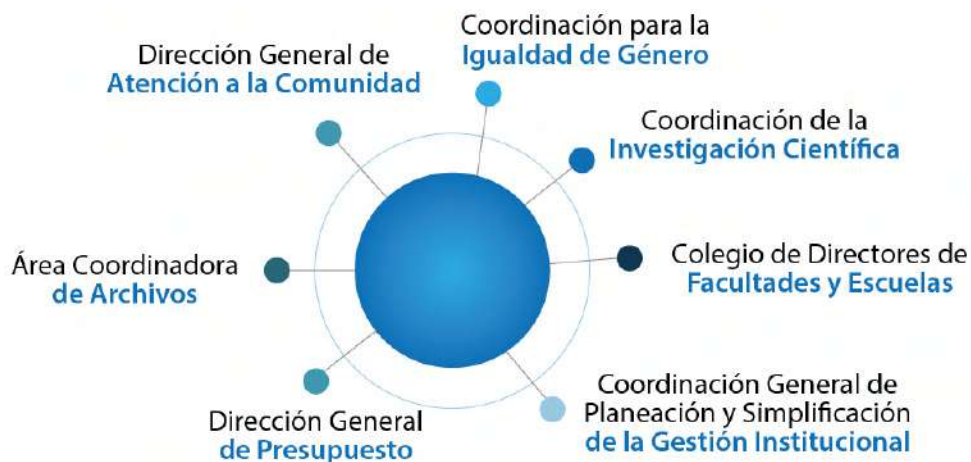 Coordinación para la
Igualdad de Género
Dirección General de
Atención a la Comunidad
Coordinación de la
Investigación Científica
Área Coordinadora
de Archivos
Colegio de Directores de
Facultades y Escuelas
Dirección General
de Presupuesto
Coordinación General de
Planeación y Simplificación
de la Gestión Institucional